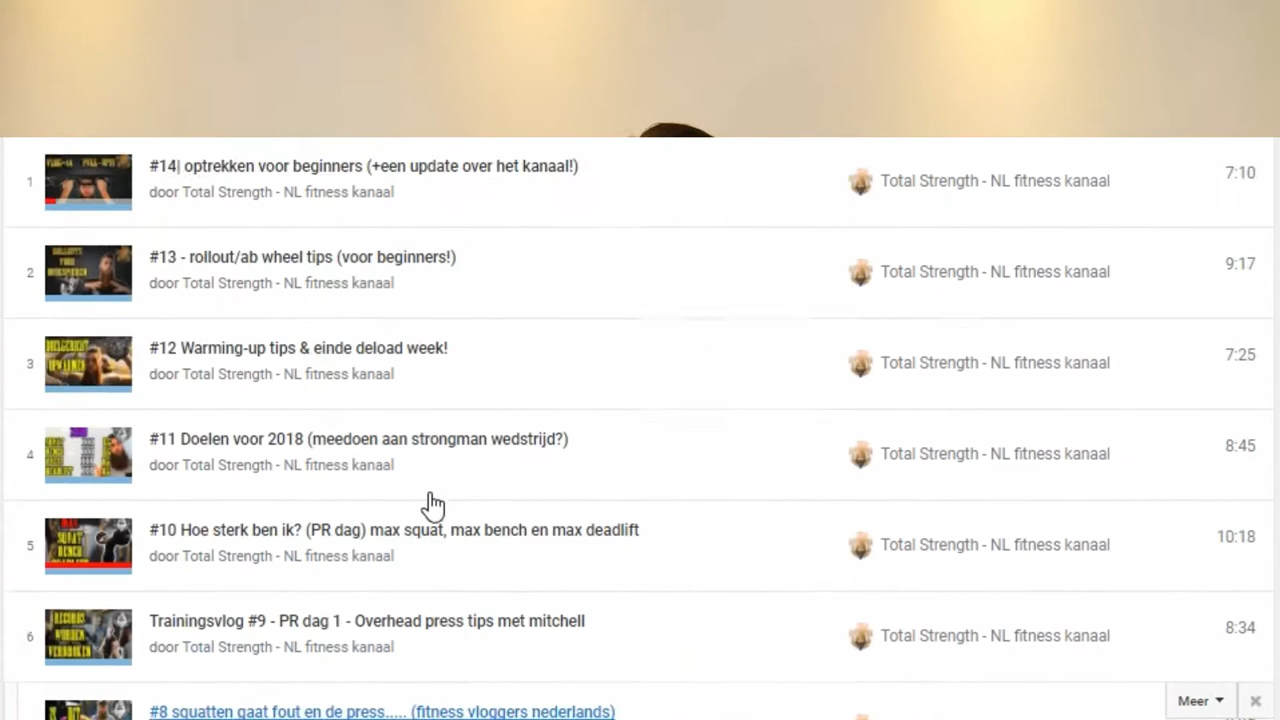 1
#14| optrekken voor beginners (+een update over het kanaal!)
door Total Strength - NL fitness kanaal
Total Strength - NL fitness kanaal
7:10
2
#13 - rollout/ab wheel tips (voor beginners!)
door Total Strength - NL fitness kanaal
Total Strength - NL fitness kanaal
9:17
3
#12 Warming-up tips & einde deload week!
door Total Strength - NL fitness kanaal
Total Strength - NL fitness kanaal
7:25
4
#11 Doelen voor 2018 (meedoen aan strongman wedstrijd?)
door Total Strength - NL fitness kanaal
Total Strength - NL fitness kanaal
8:45
5
#10 Hoe sterk ben ik? (PR dag) max squat, max bench en max deadlift
door Total Strength - NL fitness kanaal
Total Strength - NL fitness kanaal
10:18
6
Trainingsvlog #9 - PR dag 1 - Overhead press tips met mitchell
door Total Strength - NL fitness kanaal
Total Strength - NL fitness kanaal
8:34
#8 squatten gaat fout en de press..... (fitness vloggers nederlands)
Meer